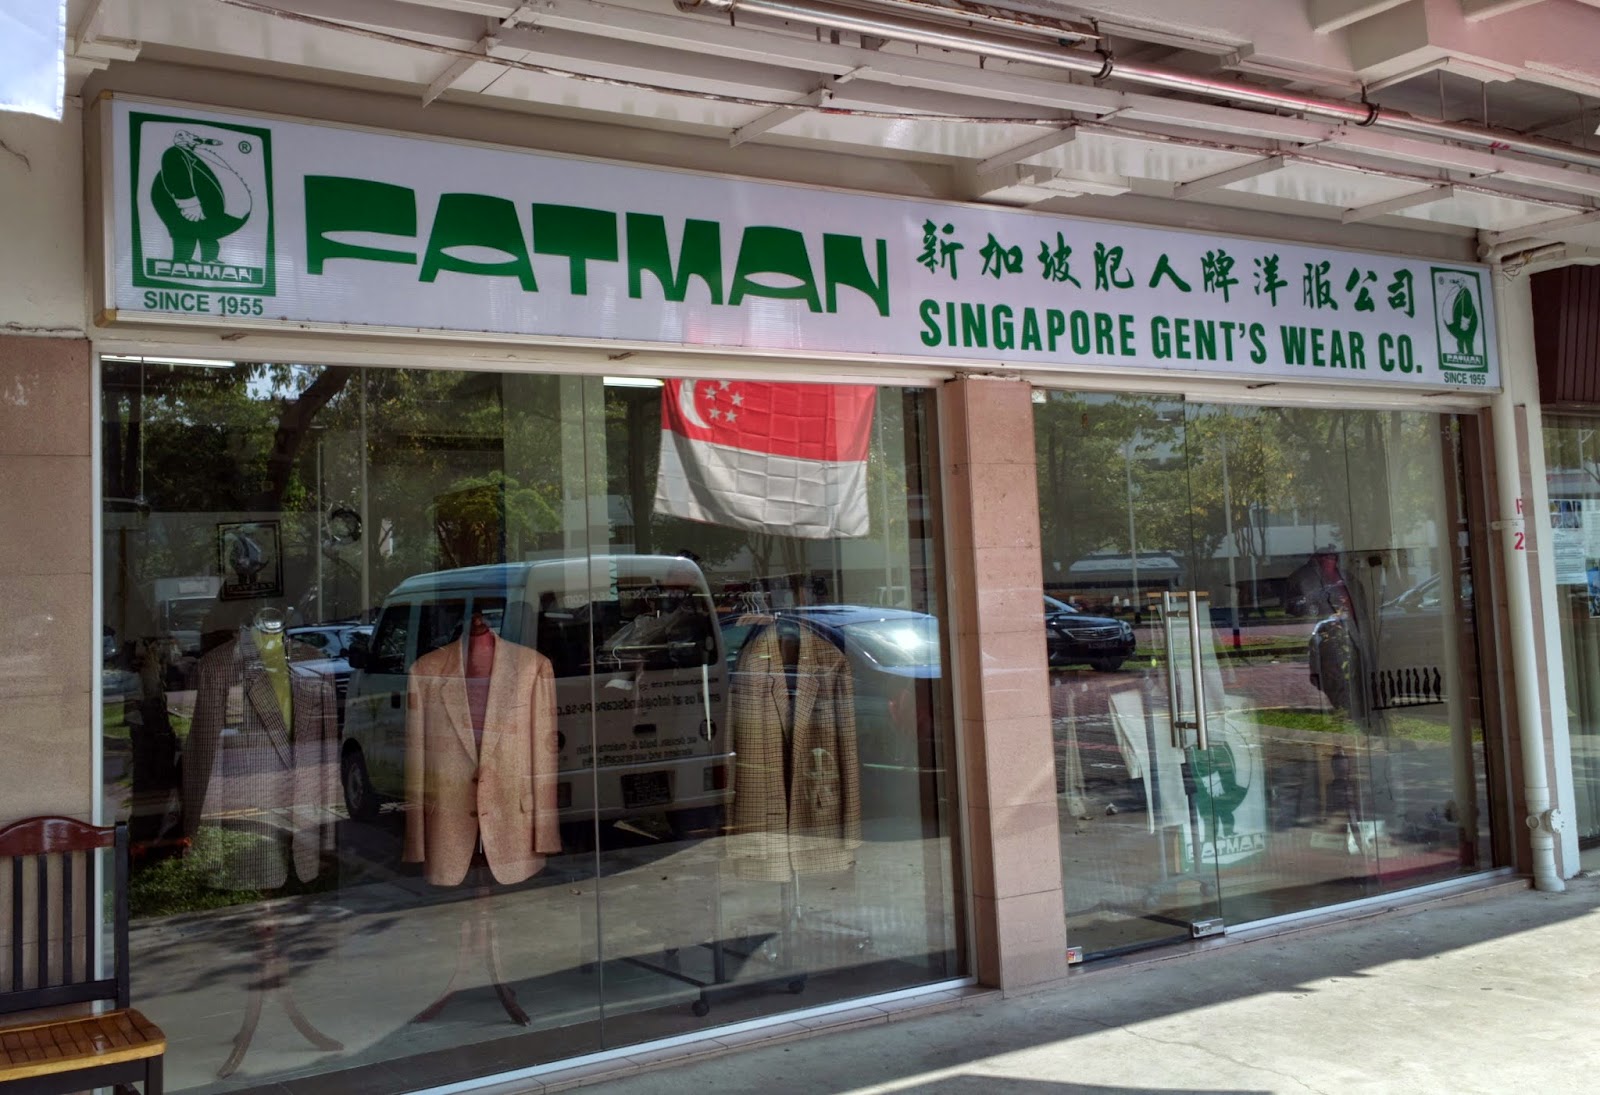 FATMAN
SINCE 1955
FATMAN
新加坡肥人牌洋服公司
SINGAPORE GENT'S WEAR CO.
FATMAN
SINCE 1955
FATMAN
FATMAN